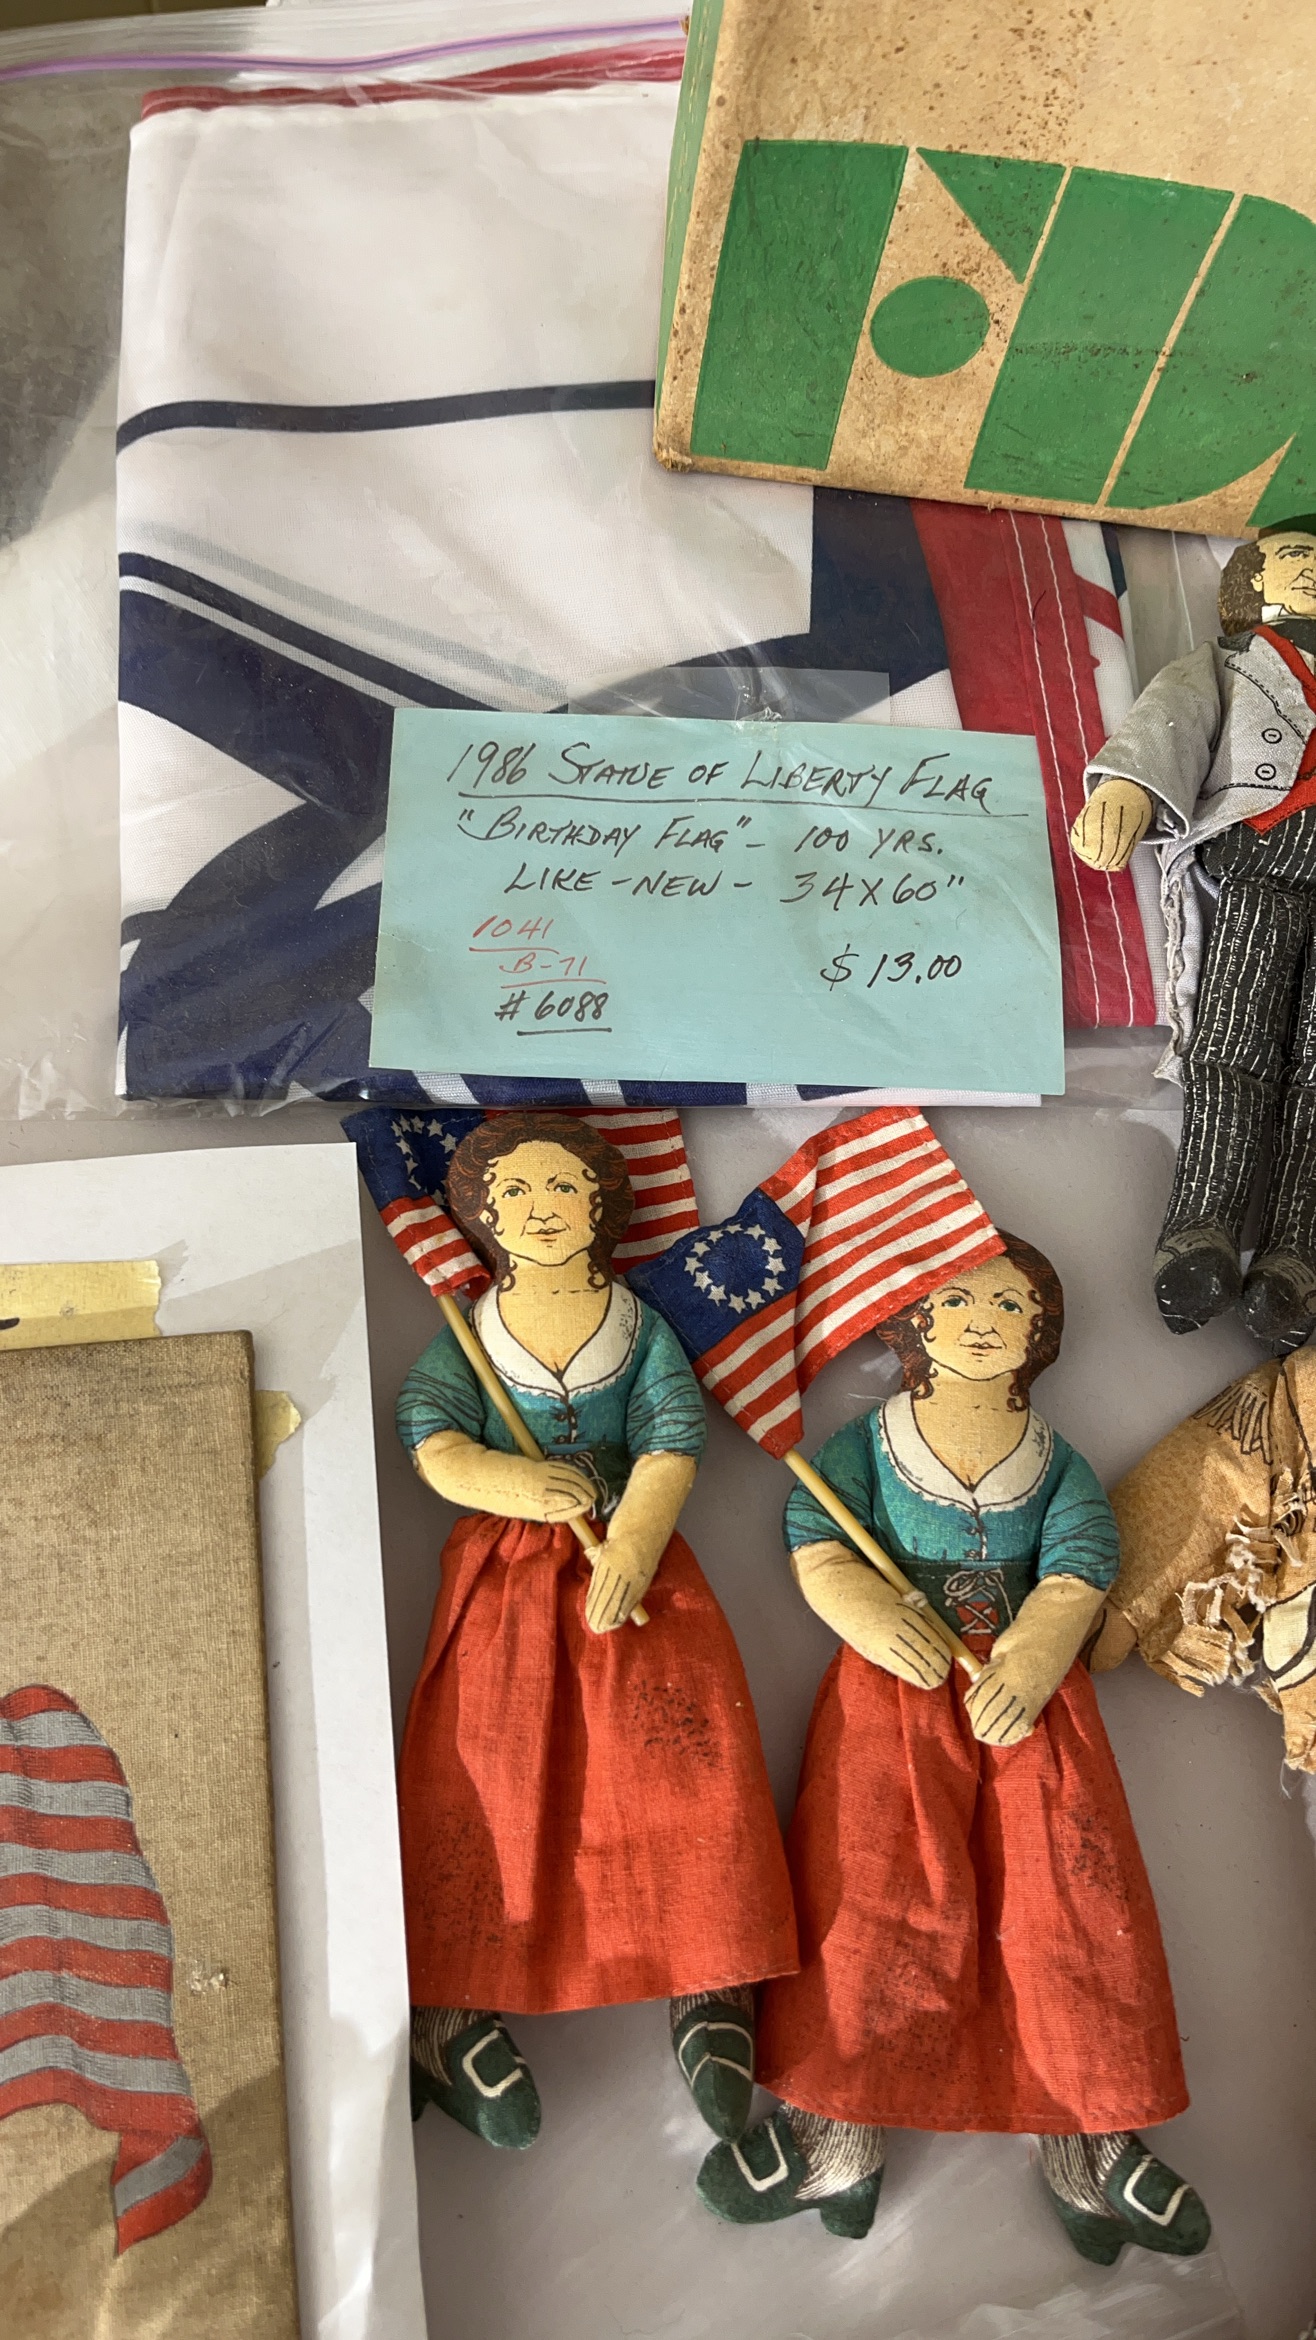 1986 STATUE OF LIBERTY FLAG
"BIRTHDAY FLAG" - 100 YRS.
LIKE-NEW - 34X60"
1041
B-71
#6088
$13.00